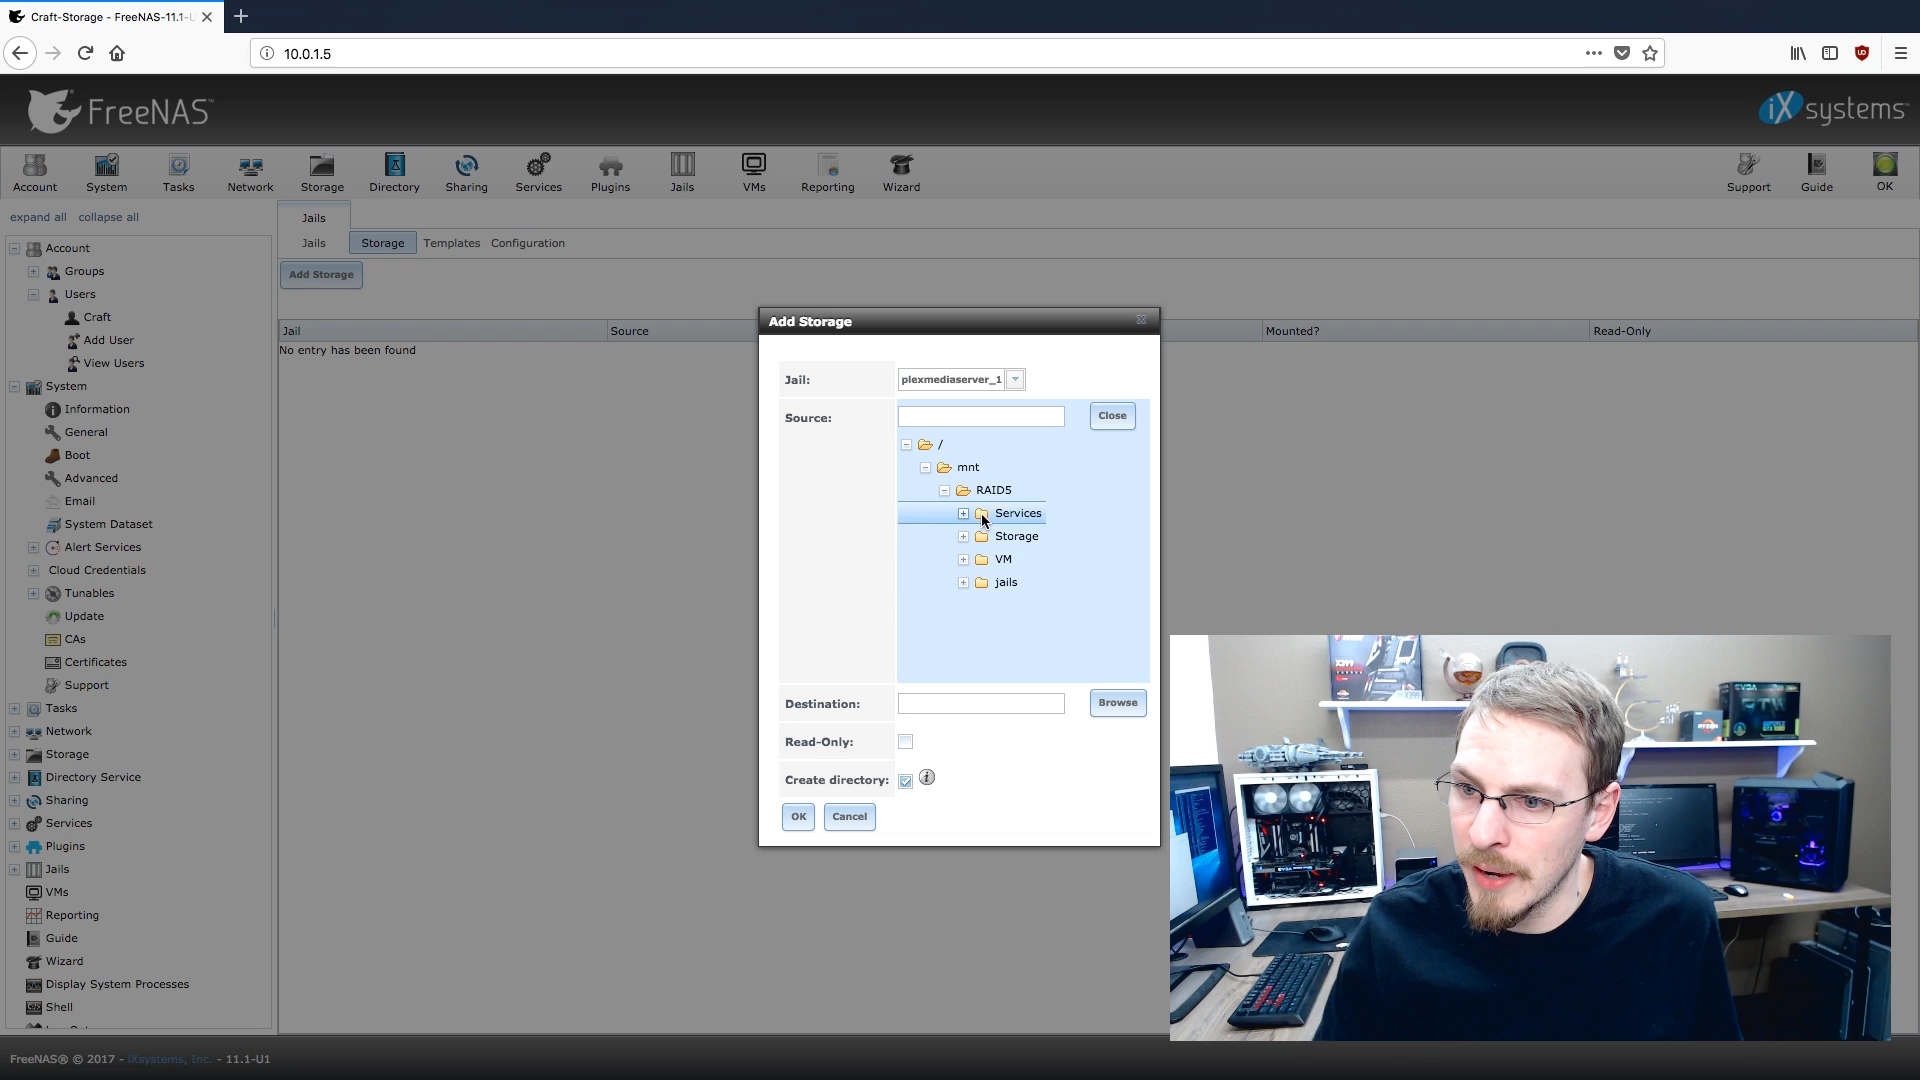 Craft-Storage - FreeNAS-11.1-U
10.0.1.5
FreeNAS™
iXsystems
Account
System
Tasks
Network
Storage
Directory
Sharing
Services
Plugins
Jails
VMs
Reporting
Wizard
Support
Guide
OK
expand all collapse all
Account
Groups
Users
Craft
Add User
View Users
System
Information
General
Boot
Advanced
Email
System Dataset
Alert Services
Cloud Credentials
Tunables
Update
CAs
Certificates
Support
Tasks
Network
Storage
Directory Service
Sharing
Services
Plugins
Jails
VMs
Reporting
Guide
Wizard
Display System Processes
Shell
Jails
Jails Storage Templates Configuration
Add Storage
Jail Source Mounted? Read-Only
No entry has been found
Add Storage
Jail: plexmediaserver_1
Source: Close
/
mnt
RAID5
Services
Storage
VM
jails
Destination: Browse
Read-Only:
Create directory:
OK Cancel
X399
RYZEN
FreeNAS® © 2017 - iXsystems, Inc. - 11.1-U1